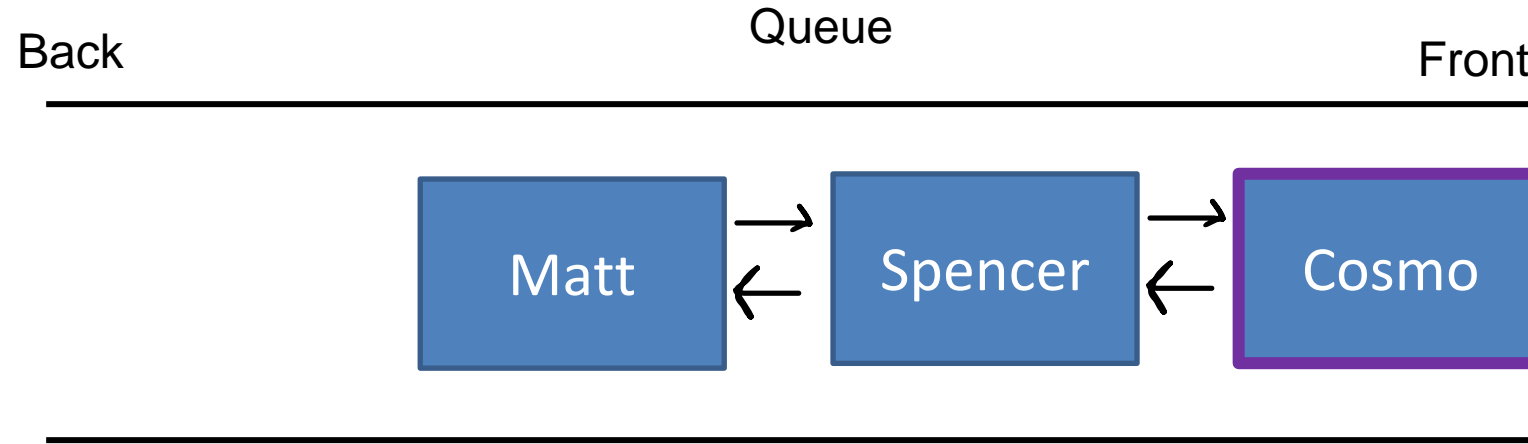 Queue
Back
Front
Matt
Spencer
Cosmo